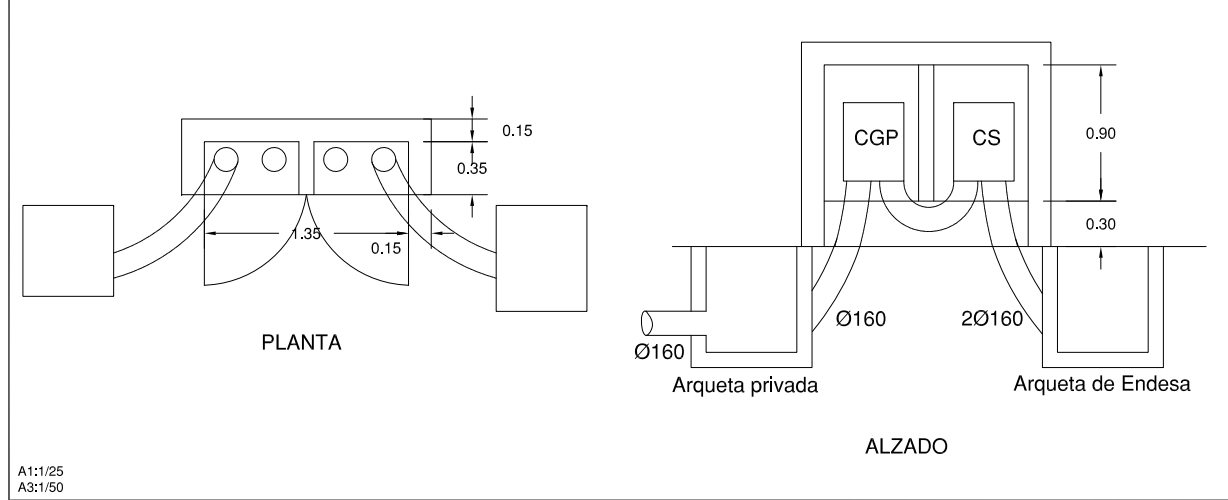 0.15
0.35
1.35
0.15
PLANTA
CGP
CS
0.90
0.30
Ø160
2Ø160
Ø160
Arqueta privada
Arqueta de Endesa
ALZADO
A1:1/25
A3:1/50